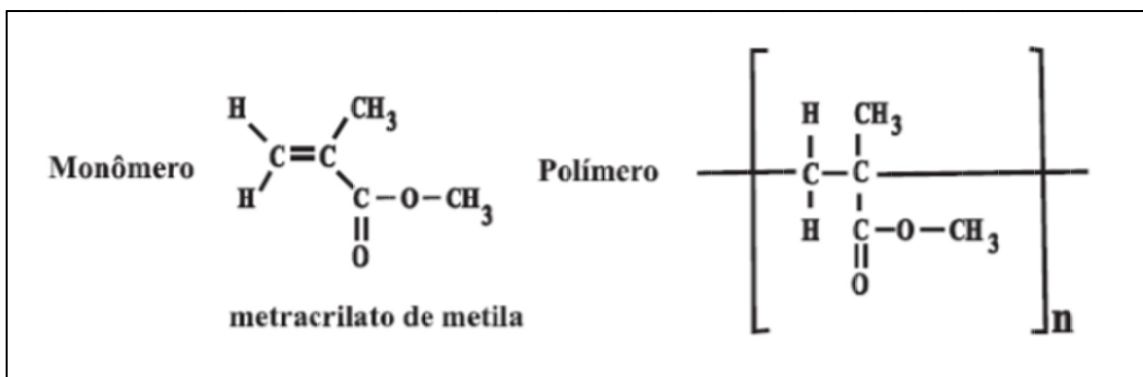 Monômero
H CH3
C=C
H C-O-CH3
O
metracrilato de metila
Polímero
H CH3
C-C
H C-O-CH3
O
n